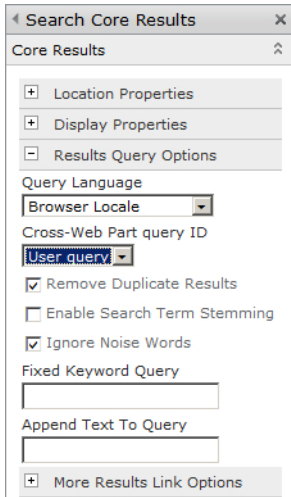 Search Core Results
Core Results
Location Properties
Display Properties
Results Query Options
Query Language
Browser Locale
Cross-Web Part query ID
User query
Remove Duplicate Results
Enable Search Term Stemming
Ignore Noise Words
Fixed Keyword Query
Append Text To Query
More Results Link Options